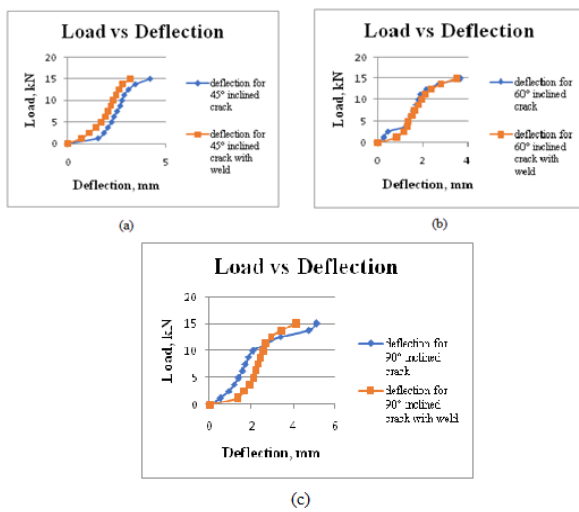 Load vs Deflection
Load, kN
20
15
10
5
0
0
5
Deflection, mm
deflection for
45° inclined
crack
deflection for
45° inclined
crack with
weld
(a)
Load vs Deflection
Load, kN
20
15
10
5
0
0
2
4
Deflection, mm
deflection for
60° inclined
crack
deflection for
60° inclined
crack with weld
(b)
Load vs Deflection
Load, kN
20
15
10
5
0
0
2
4
6
Deflection, mm
deflection for
90° inclined
crack
deflection for
90° inclined
crack with weld
(c)